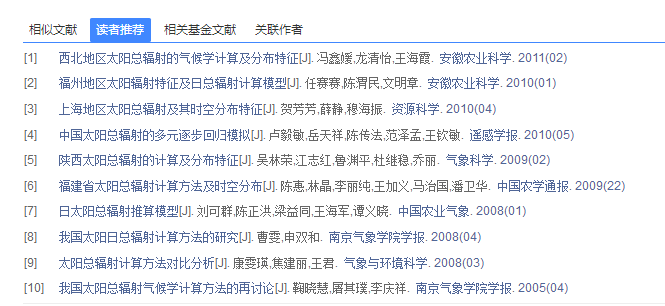 相似文献 读者推荐 相关基金文献 关联作者
[1] 西北地区太阳总辐射的气候学计算及分布特征[J]. 冯鑫媛,龙清怡,王海霞. 安徽农业科学. 2011(02)
[2] 福州地区太阳辐射特征及日总辐射计算模型[J]. 任赛赛,陈渭民,文明章. 安徽农业科学. 2010(01)
[3] 上海地区太阳总辐射及其时空分布特征[J]. 贺芳芳,薛静,穆海振. 资源科学. 2010(04)
[4] 中国太阳总辐射的多元逐步回归模拟[J]. 卢毅敏,岳天祥,陈传法,范泽孟,王钦敏. 遥感学报. 2010(05)
[5] 陕西太阳总辐射的计算及分布特征[J]. 吴林荣,江志红,鲁渊平,杜继稳,乔丽. 气象科学. 2009(02)
[6] 福建省太阳总辐射计算方法及时空分布[J]. 陈惠,林晶,李丽纯,王加义,马治国,潘卫华. 中国农学通报. 2009(22)
[7] 日太阳总辐射推算模型[J]. 刘可群,陈正洪,梁益同,王海军,谭义晓. 中国农业气象. 2008(01)
[8] 我国太阳日总辐射计算方法的研究[J]. 曹雯,申双和. 南京气象学院学报. 2008(04)
[9] 太阳总辐射计算方法对比分析[J]. 康雯瑛,焦建丽,王君. 气象与环境科学. 2008(03)
[10] 我国太阳总辐射气候学计算方法的再讨论[J]. 鞠晓慧,屠其璞,李庆祥. 南京气象学院学报. 2005(04)